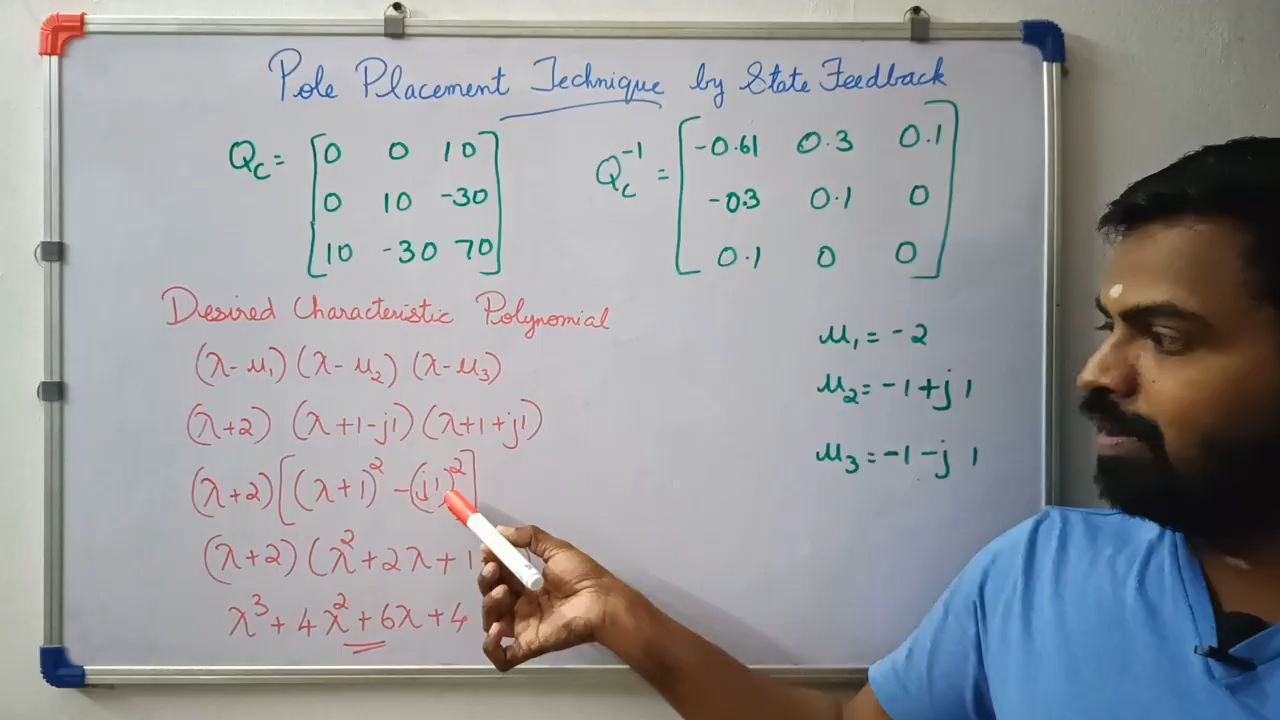 Pole Placement Technique by State Feedback
Qc = [0 0 10
0 10 -30
10 -30 70]
Qc⁻¹ = [-0.61 0.3 0.1
-0.3 0.1 0
0.1 0 0]
Desired Characteristic Polynomial
(λ-μ₁) (λ-μ₂) (λ-μ₃)
(λ+2) (λ+1-j1) (λ+1+j1)
(λ+2)[(λ+1)² -(j1)²]
(λ+2) (λ²+2λ+1
λ³+4λ²+6λ+4
μ₁ = -2
μ₂ = -1+j 1
μ₃ = -1-j 1